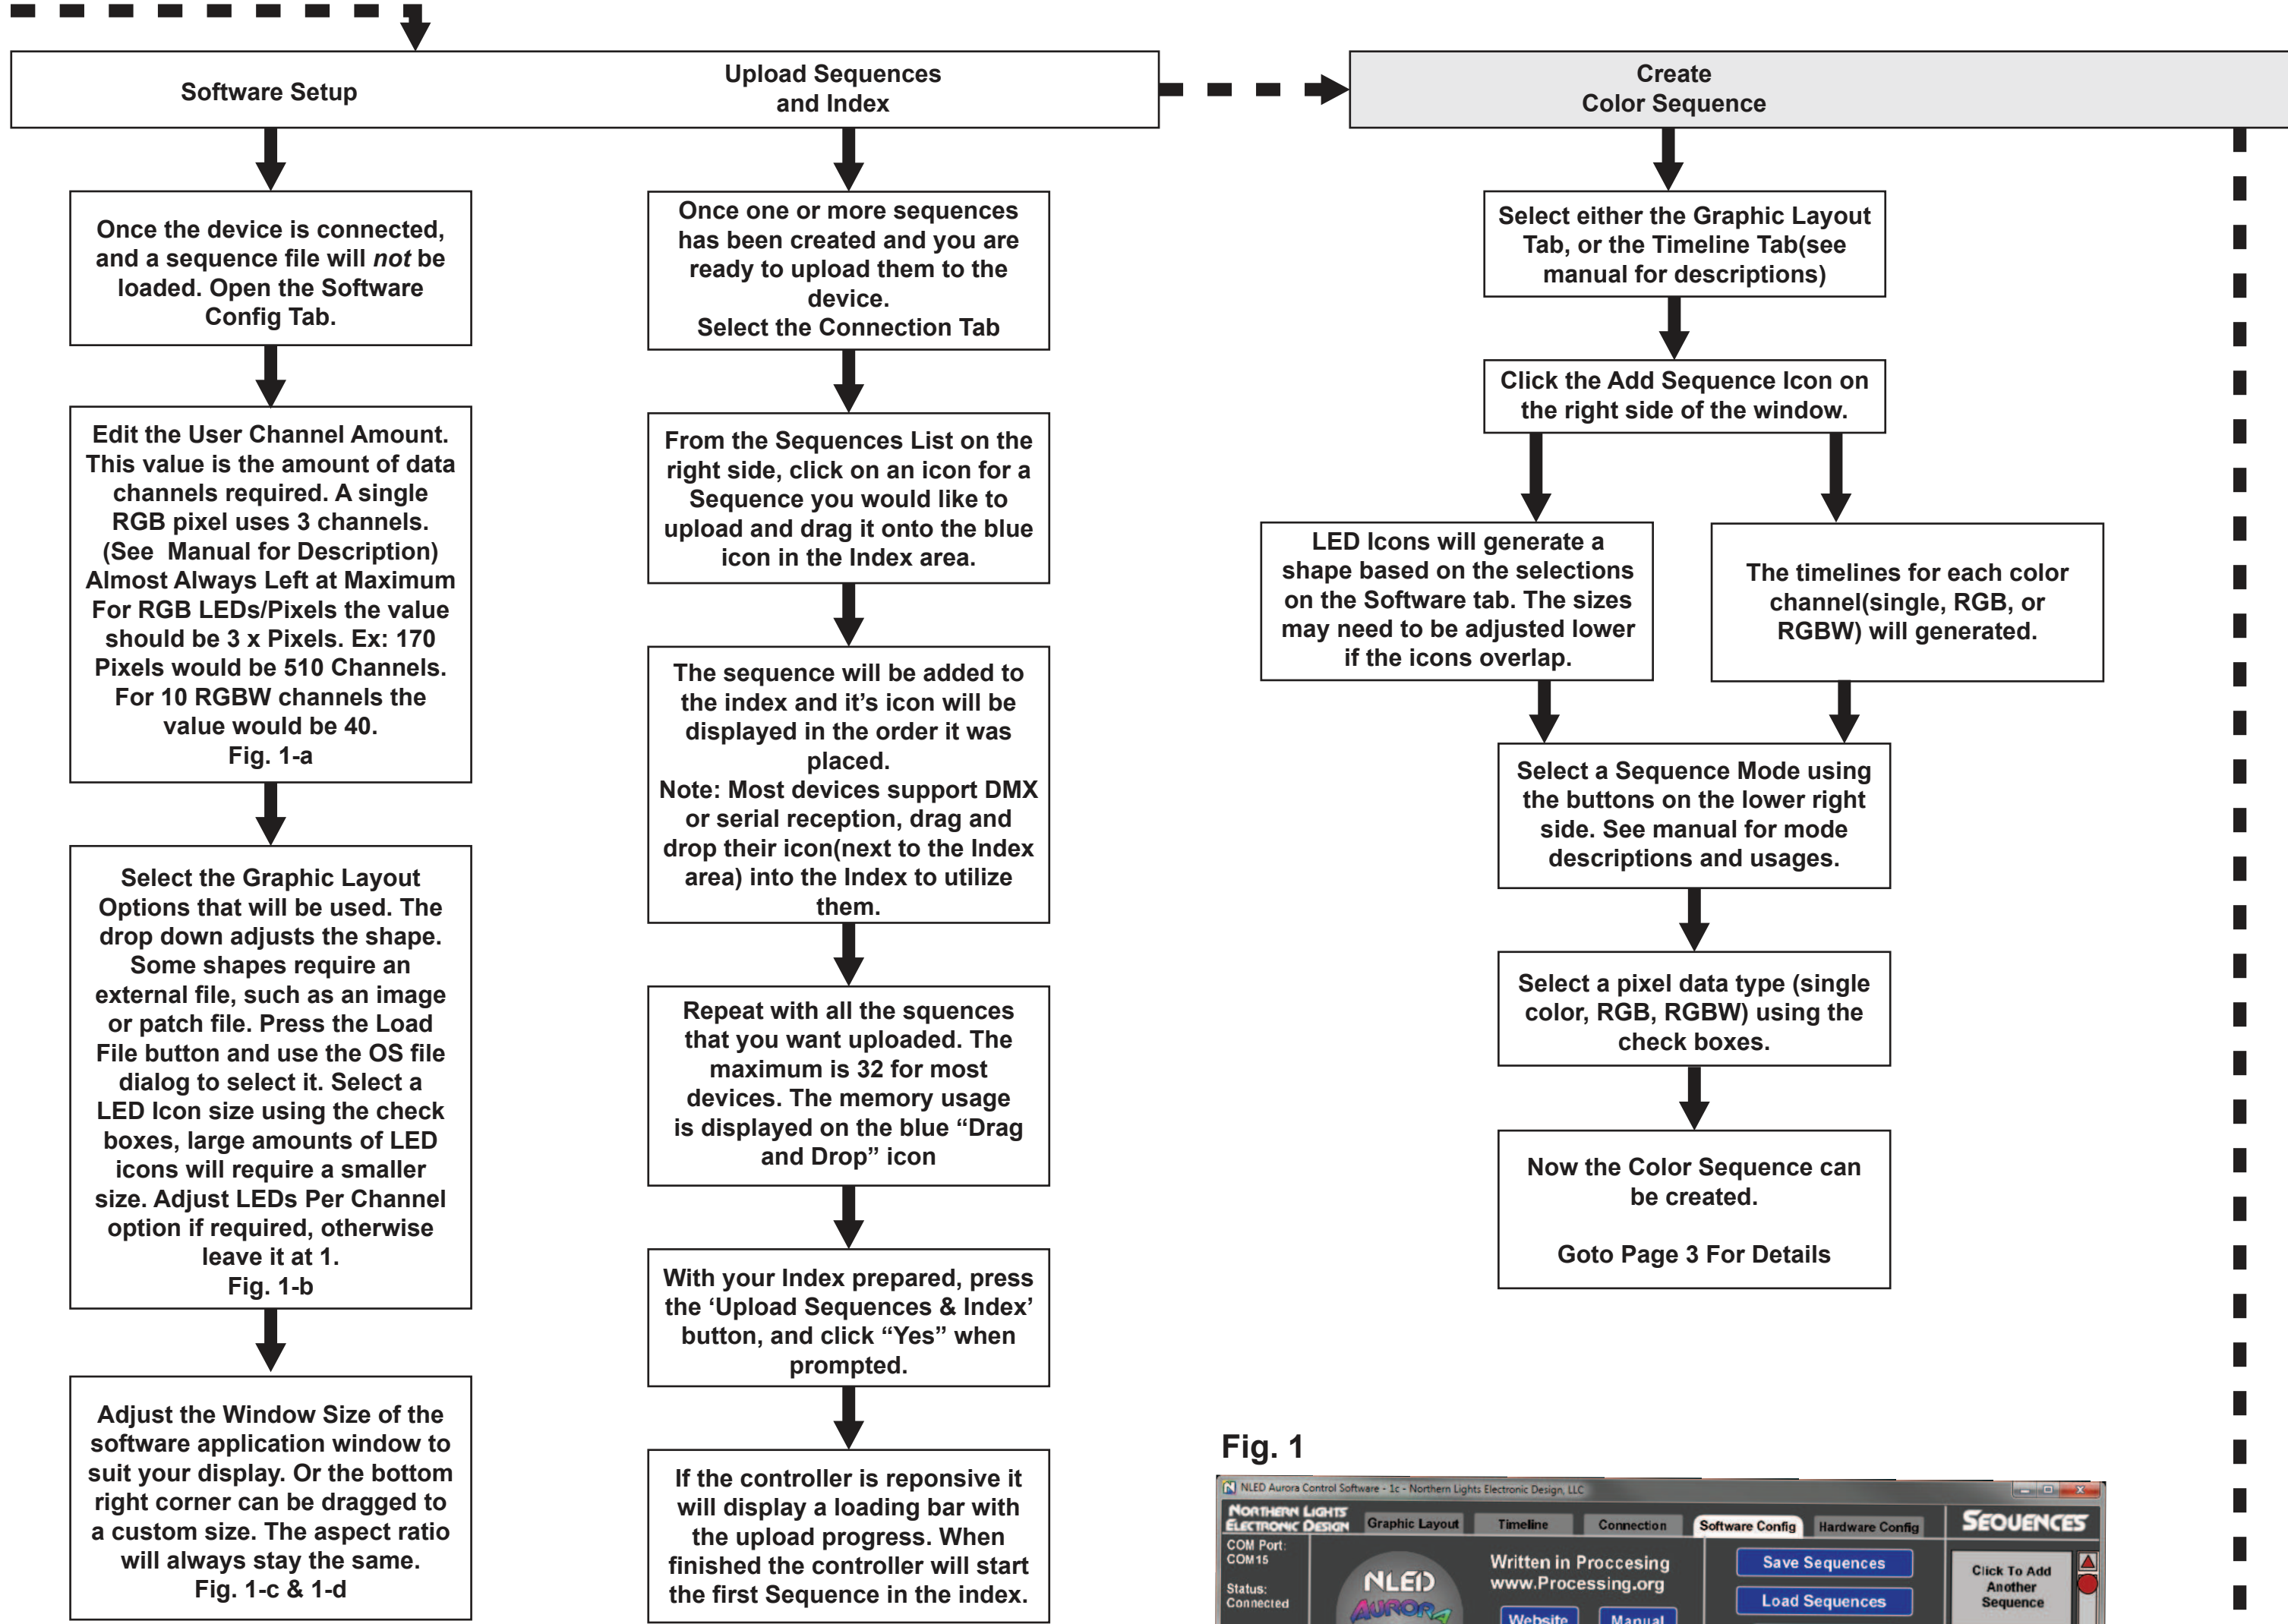 Software Setup
Upload Sequences
and Index
Create
Color Sequence
Once the device is connected,
and a sequence file will not be
loaded. Open the Software
Config Tab.
Edit the User Channel Amount.
This value is the amount of data
channels required. A single
RGB pixel uses 3 channels.
(See Manual for Description)
Almost Always Left at Maximum
For RGB LEDs/Pixels the value
should be 3 x Pixels. Ex: 170
Pixels would be 510 Channels.
For 10 RGBW channels the
value would be 40.
Fig. 1-a
Select the Graphic Layout
Options that will be used. The
drop down adjusts the shape.
Some shapes require an
external file, such as an image
or patch file. Press the Load
File button and use the OS file
dialog to select it. Select a
LED Icon size using the check
boxes, large amounts of LED
icons will require a smaller
size. Adjust LEDs Per Channel
option if required, otherwise
leave it at 1.
Fig. 1-b
Adjust the Window Size of the
software application window to
suit your display. Or the bottom
right corner can be dragged to
a custom size. The aspect ratio
will always stay the same.
Fig. 1-c & 1-d
Once one or more sequences
has been created and you are
ready to upload them to the
device.
Select the Connection Tab
From the Sequences List on the
right side, click on an icon for a
Sequence you would like to
upload and drag it onto the blue
icon in the Index area.
The sequence will be added to
the index and it's icon will be
displayed in the order it was
placed.
Note: Most devices support DMX
or serial reception, drag and
drop their icon(next to the Index
area) into the Index to utilize
them.
Repeat with all the squences
that you want uploaded. The
maximum is 32 for most
devices. The memory usage
is displayed on the blue “Drag
and Drop” icon
With your Index prepared, press
the ‘Upload Sequences & Index’
button, and click “Yes” when
prompted.
If the controller is reponsive it
will display a loading bar with
the upload progress. When
finished the controller will start
the first Sequence in the index.
Select either the Graphic Layout
Tab, or the Timeline Tab(see
manual for descriptions)
Click the Add Sequence Icon on
the right side of the window.
LED Icons will generate a
shape based on the selections
on the Software tab. The sizes
may need to be adjusted lower
if the icons overlap.
The timelines for each color
channel(single, RGB, or
RGBW) will generated.
Select a Sequence Mode using
the buttons on the lower right
side. See manual for mode
descriptions and usages.
Select a pixel data type (single
color, RGB, RGBW) using the
check boxes.
Now the Color Sequence can
be created.
Goto Page 3 For Details
Fig. 1
NLED Aurora Control Software - 1c - Northern Lights Electronic Design, LLC
NORTHERN LIGHTS
ELECTRONIC DESIGN
Graphic Layout
Timeline
Connection
Software Config
Hardware Config
SEQUENCES
COM Port:
COM15
Status:
Connected
NLED
AURORA
Written in Proccesing
www.Processing.org
Website
Manual
Save Sequences
Load Sequences
Click To Add
Another
Sequence